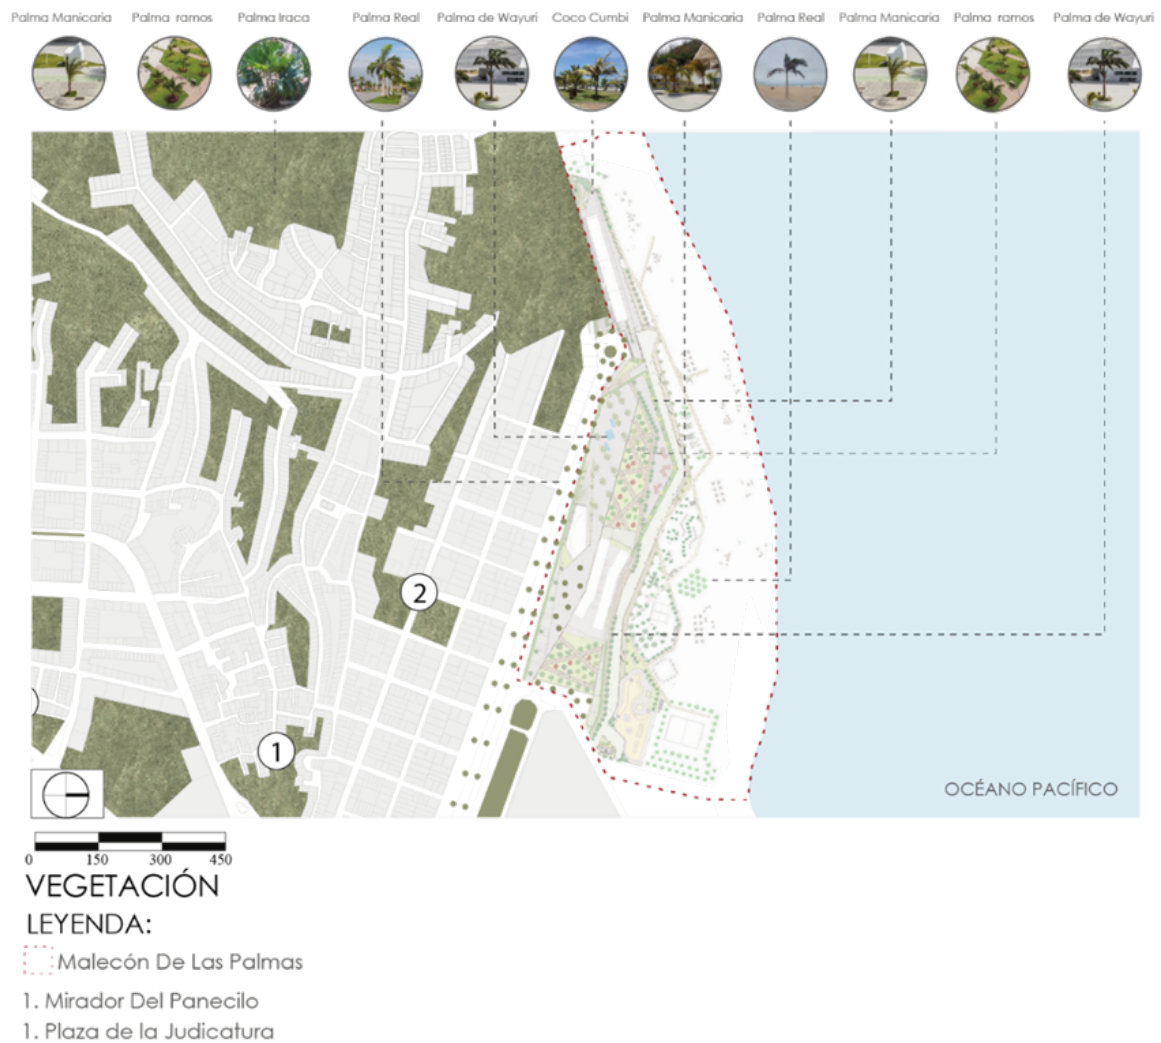 Palma Manicaria
Palma ramos
Palma Iraca
Palma Real
Palma de Wayuri
Coco Cumbi
Palma Manicaria
Palma Real
Palma Manicaria
Palma ramos
Palma de Wayuri
2
1
OCÉANO PACÍFICO
0 150 300 450
VEGETACIÓN
LEYENDA:
Malecón De Las Palmas
1. Mirador Del Panecilo
1. Plaza de la Judicatura